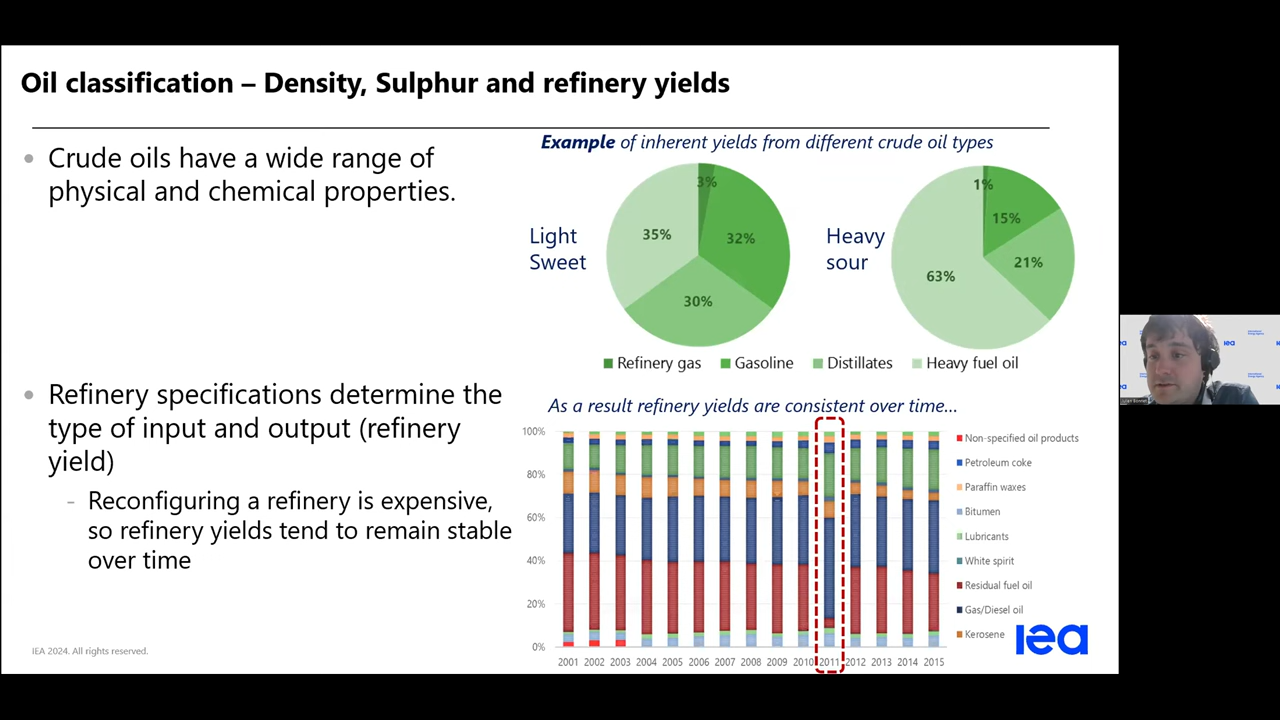 Oil classification – Density, Sulphur and refinery yields
Crude oils have a wide range of
physical and chemical properties.
Refinery specifications determine the
type of input and output (refinery
yield)
- Reconfiguring a refinery is expensive,
so refinery yields tend to remain stable
over time
IEA 2024. All rights reserved.
Example of inherent yields from different crude oil types
Light
Sweet
3%
32%
30%
35%
Heavy
sour
1%
15%
21%
63%
Refinery gas Gasoline Distillates Heavy fuel oil
As a result refinery yields are consistent over time...
100%
80%
60%
40%
20%
0%
2001 2002 2003 2004 2005 2006 2007 2008 2009 2010 2011 2012 2013 2014 2015
Non-specified oil products
Petroleum coke
Paraffin waxes
Bitumen
Lubricants
White spirit
Residual fuel oil
Gas/Diesel oil
Kerosene
iea